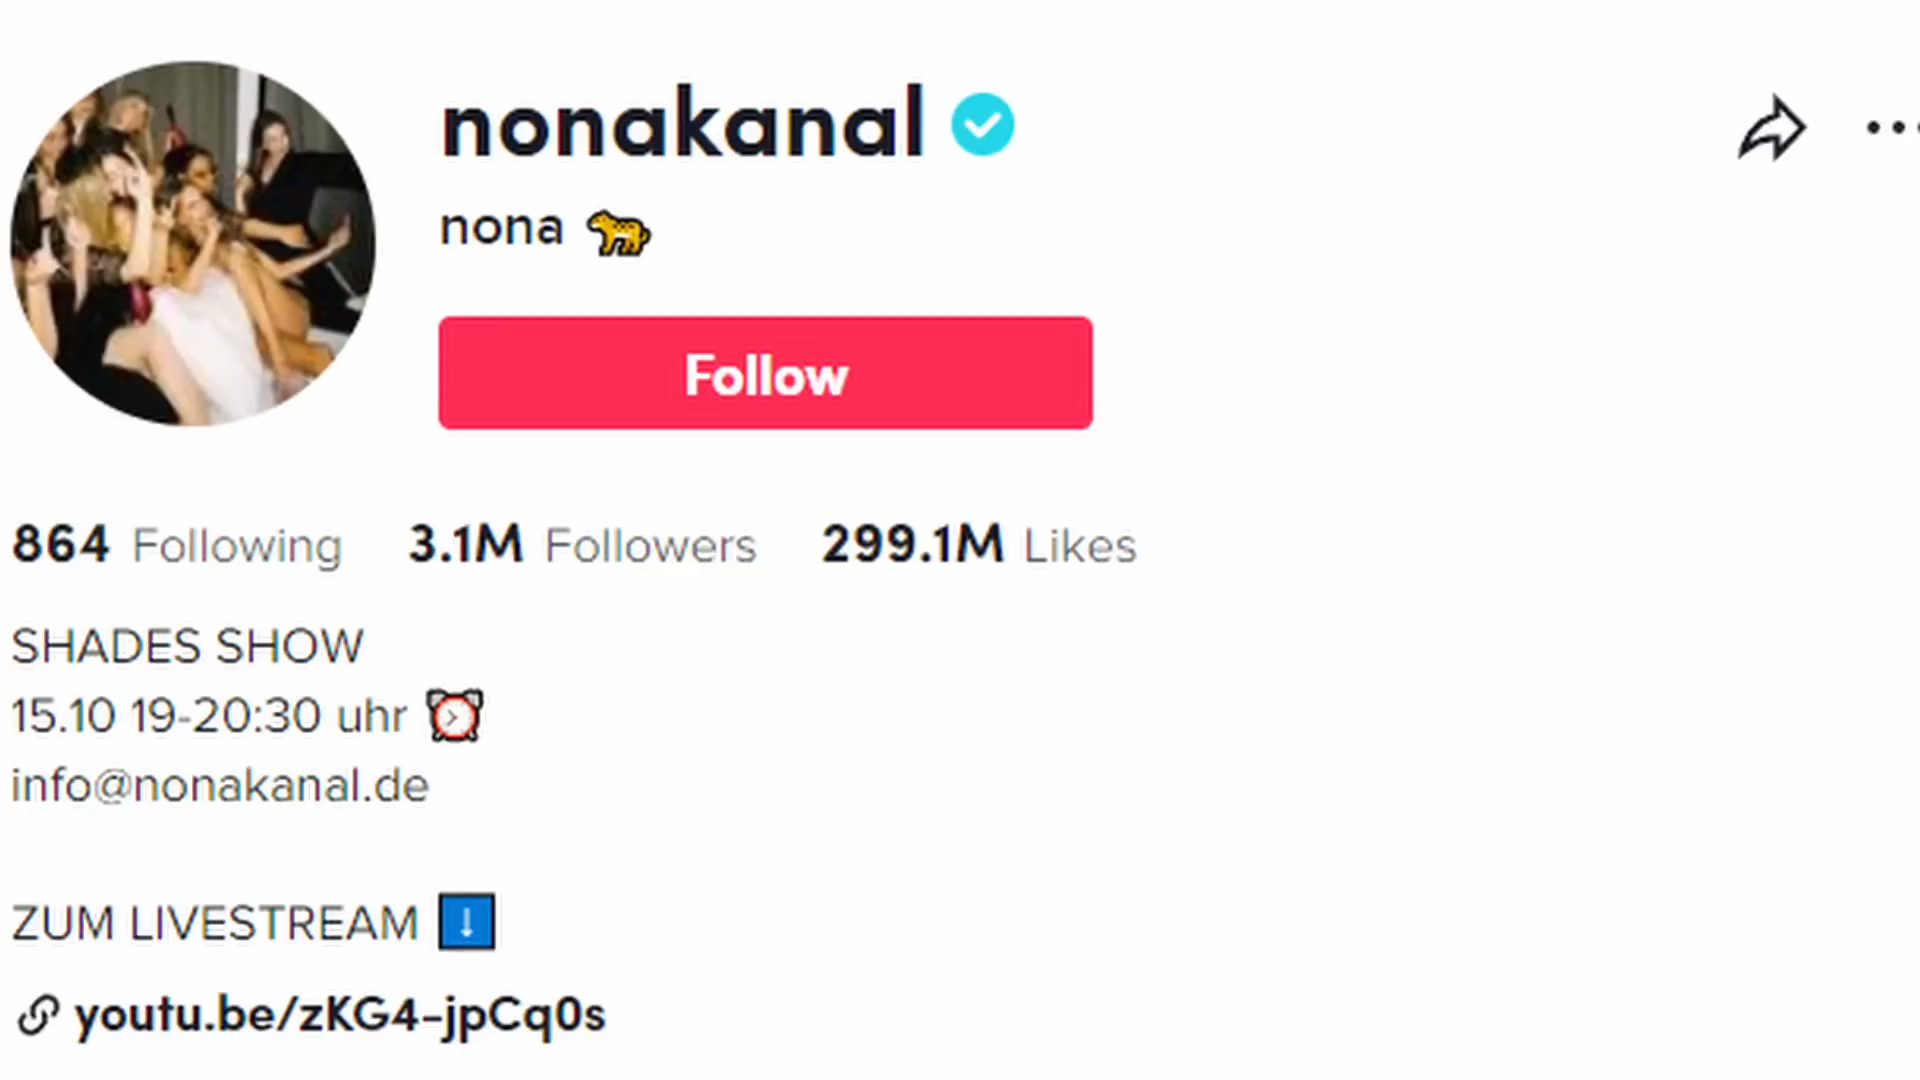 nonakanal
nona 🐆
Follow
864 Following 3.1M Followers 299.1M Likes
SHADES SHOW
15.10 19-20:30 uhr ⏰
info@nonakanal.de
ZUM LIVESTREAM ⬇️
youtu.be/zKG4-jpCq0s